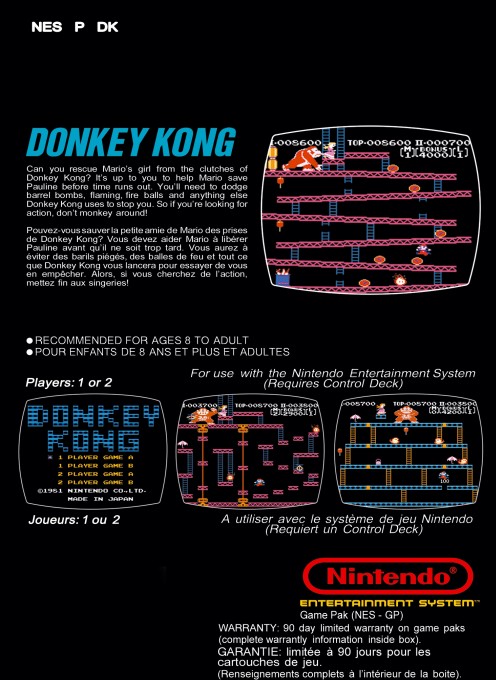 NES P DK
DONKEY KONG
Can you rescue Mario's girl from the clutches of
Donkey Kong? It's up to you to help Mario save
Pauline before time runs out. You'll need to dodge
barrel bombs, flaming, fire balls and anything else
Donkey Kong uses to stop you. So if you're looking for
action, don't monkey around!
Pouvez-vous sauver la petite amie de Mario des prises
de Donkey Kong? Vous devez aider Mario à libérer
Pauline avant qu'il ne soit trop tard. Vous aurez à
éviter des barils piégés, des balles de feu et tout ce
que Donkey Kong vous lancera pour essayer de vous
en empêcher. Alors, si vous cherchez de l'action,
mettez fin aux singeries!
-008600 TOP-008600 II-000700
● RECOMMENDED FOR AGES 8 TO ADULT
● POUR ENFANTS DE 8 ANS ET PLUS ET ADULTES
Players: 1 or 2
For use with the Nintendo Entertainment System
(Requires Control Deck)
DONKEY
KONG
1 PLAYER GAME A
1 PLAYER GAME B
2 PLAYER GAME A
2 PLAYER GAME B
©1981 NINTENDO CO.,LTD.
MADE IN JAPAN
-003700 TOP-008700 II-003500
005700 TOP-008700 II-003500
100
Joueurs: 1 ou 2
A utiliser avec le système de jeu Nintendo
(Requiert un Control Deck)
Nintendo®
ENTERTAINMENT SYSTEM™
Game Pak (NES - GP)
WARRANTY: 90 day limited warranty on game paks
(complete warrantly information inside box).
GARANTIE: limitée à 90 jours pour les
cartouches de jeu.
(Renseignements complets à l'intérieur de la boite).